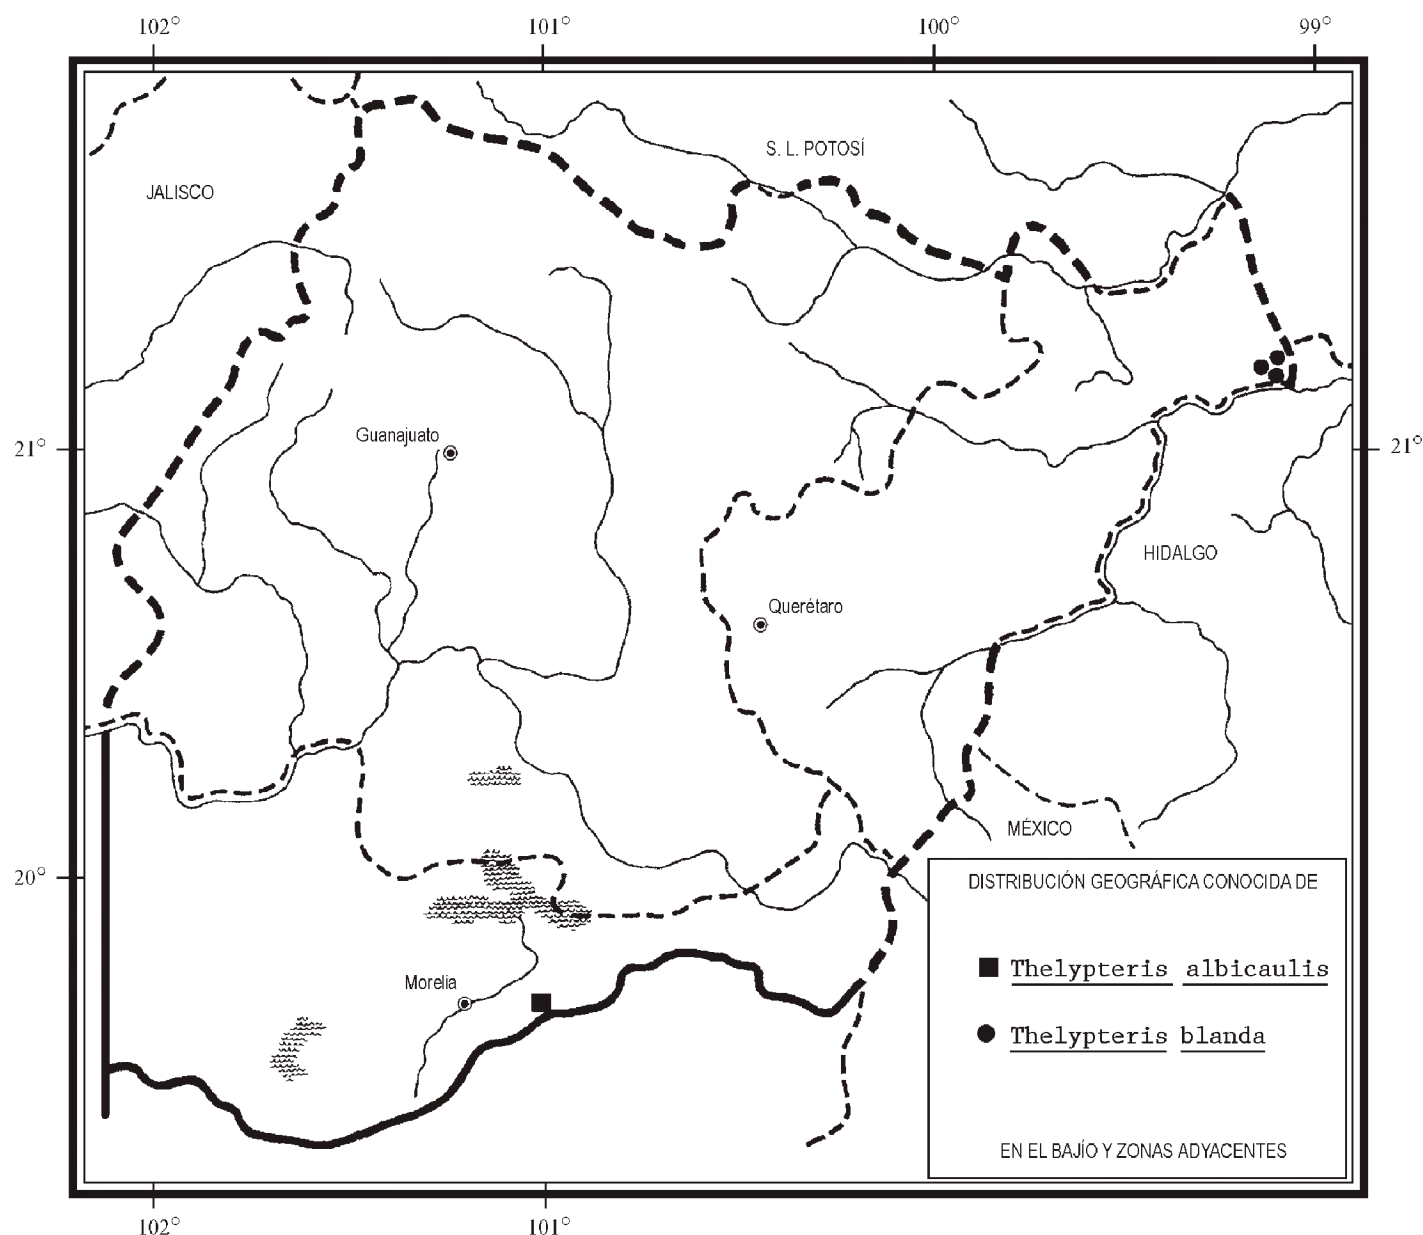 102° 101° 100° 99°
S. L. POTOSÍ
JALISCO
Guanajuato
21° 21°
HIDALGO
Querétaro
MÉXICO
20°
DISTRIBUCIÓN GEOGRÁFICA CONOCIDA DE
Thelypteris albicaulis
Morelia
Thelypteris blanda
EN EL BAJÍO Y ZONAS ADYACENTES
102° 101°